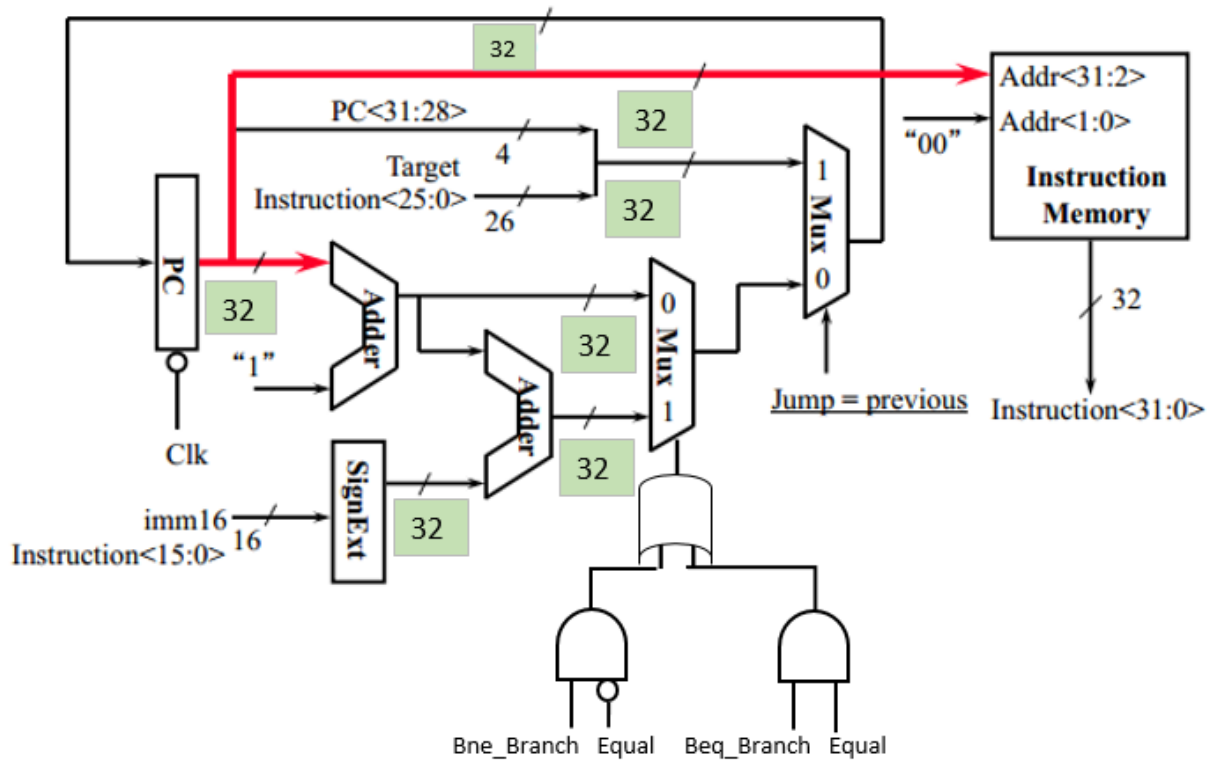 32
PC<31:28>
4
32
Addr<31:2>
Addr<1:0>
“00”
Instruction
Memory
Target
Instruction<25:0>
26
32
1
Mux
0
PC
32
Adder
“1”
Clk
Adder
0
Mux
1
32
32
32
Jump = previous
Instruction<31:0>
SignExt
imm16
Instruction<15:0>
16
32
Bne_Branch Equal
Beq_Branch Equal